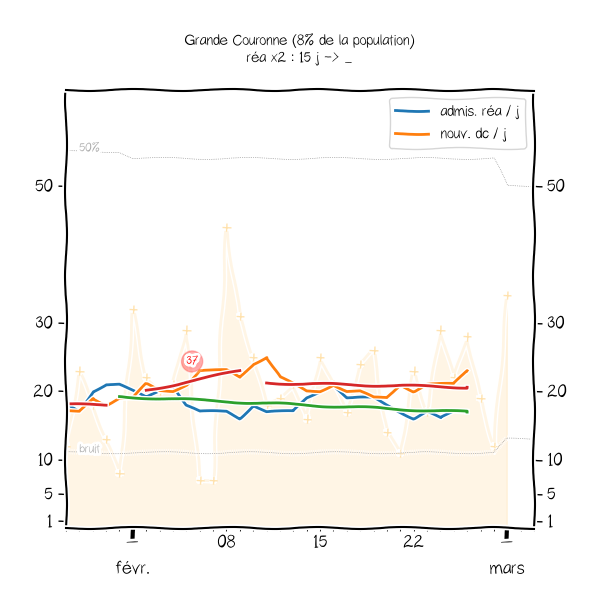 Grande Couronne (8% de la population)
réa x2 : 15 j -> _
admis. réa / j
nouv. dc / j
50%
50
50
30
30
37
20
20
bruit
10
10
5
5
1
1
08
15
22
févr.
mars